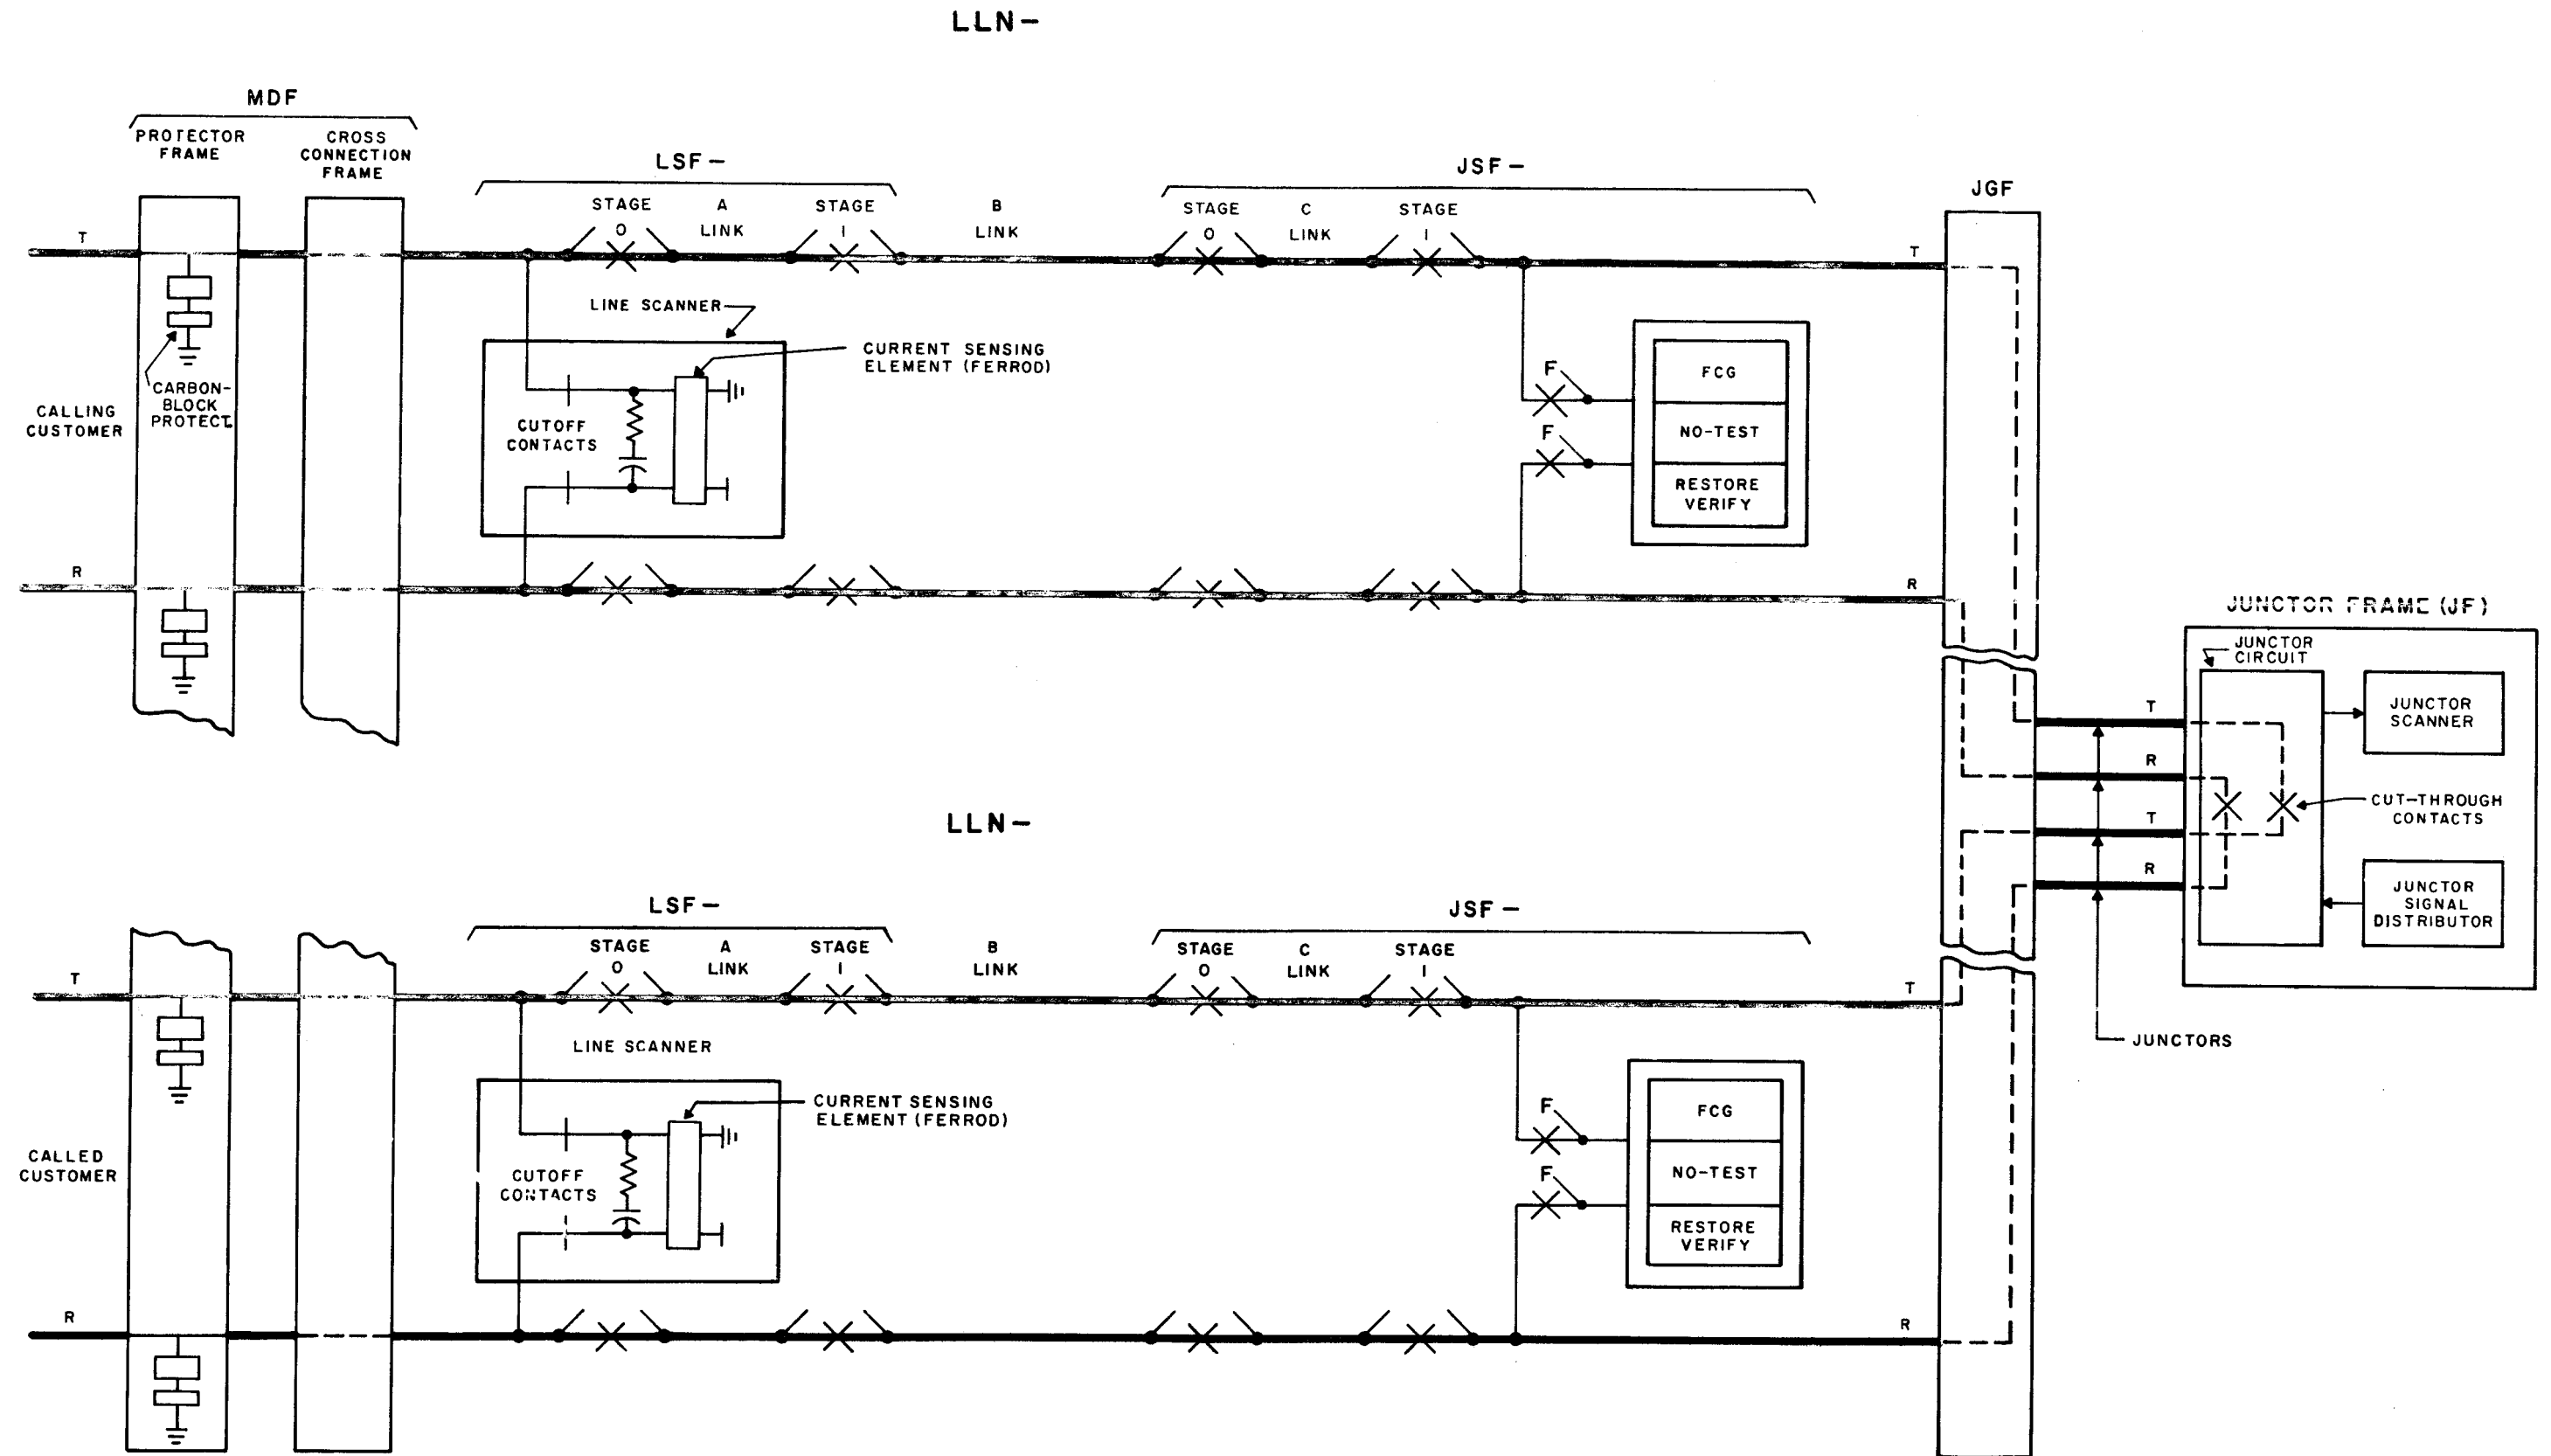 LLN-
MDF
PROTECTOR
FRAME
CROSS
CONNECTION
FRAME
LSF-
STAGE
0
A
LINK
STAGE
1
B
LINK
JSF-
STAGE
0
C
LINK
STAGE
1
JGF
T
T
LINE SCANNER
CURRENT SENSING
ELEMENT (FERROD)
CARBON-
BLOCK
PROTECT.
CALLING
CUSTOMER
CUTOFF
CONTACTS
F
F
FCG
NO-TEST
RESTORE
VERIFY
R
R
JUNCTOR FRAME (JF)
JUNCTOR
CIRCUIT
JUNCTOR
SCANNER
T
R
T
R
CUT-THROUGH
CONTACTS
JUNCTOR
SIGNAL
DISTRIBUTOR
JUNCTORS
LLN-
LSF-
STAGE
0
A
LINK
STAGE
1
B
LINK
JSF-
STAGE
0
C
LINK
STAGE
1
T
T
LINE SCANNER
CURRENT SENSING
ELEMENT (FERROD)
CALLED
CUSTOMER
CUTOFF
CONTACTS
F
F
FCG
NO-TEST
RESTORE
VERIFY
R
R